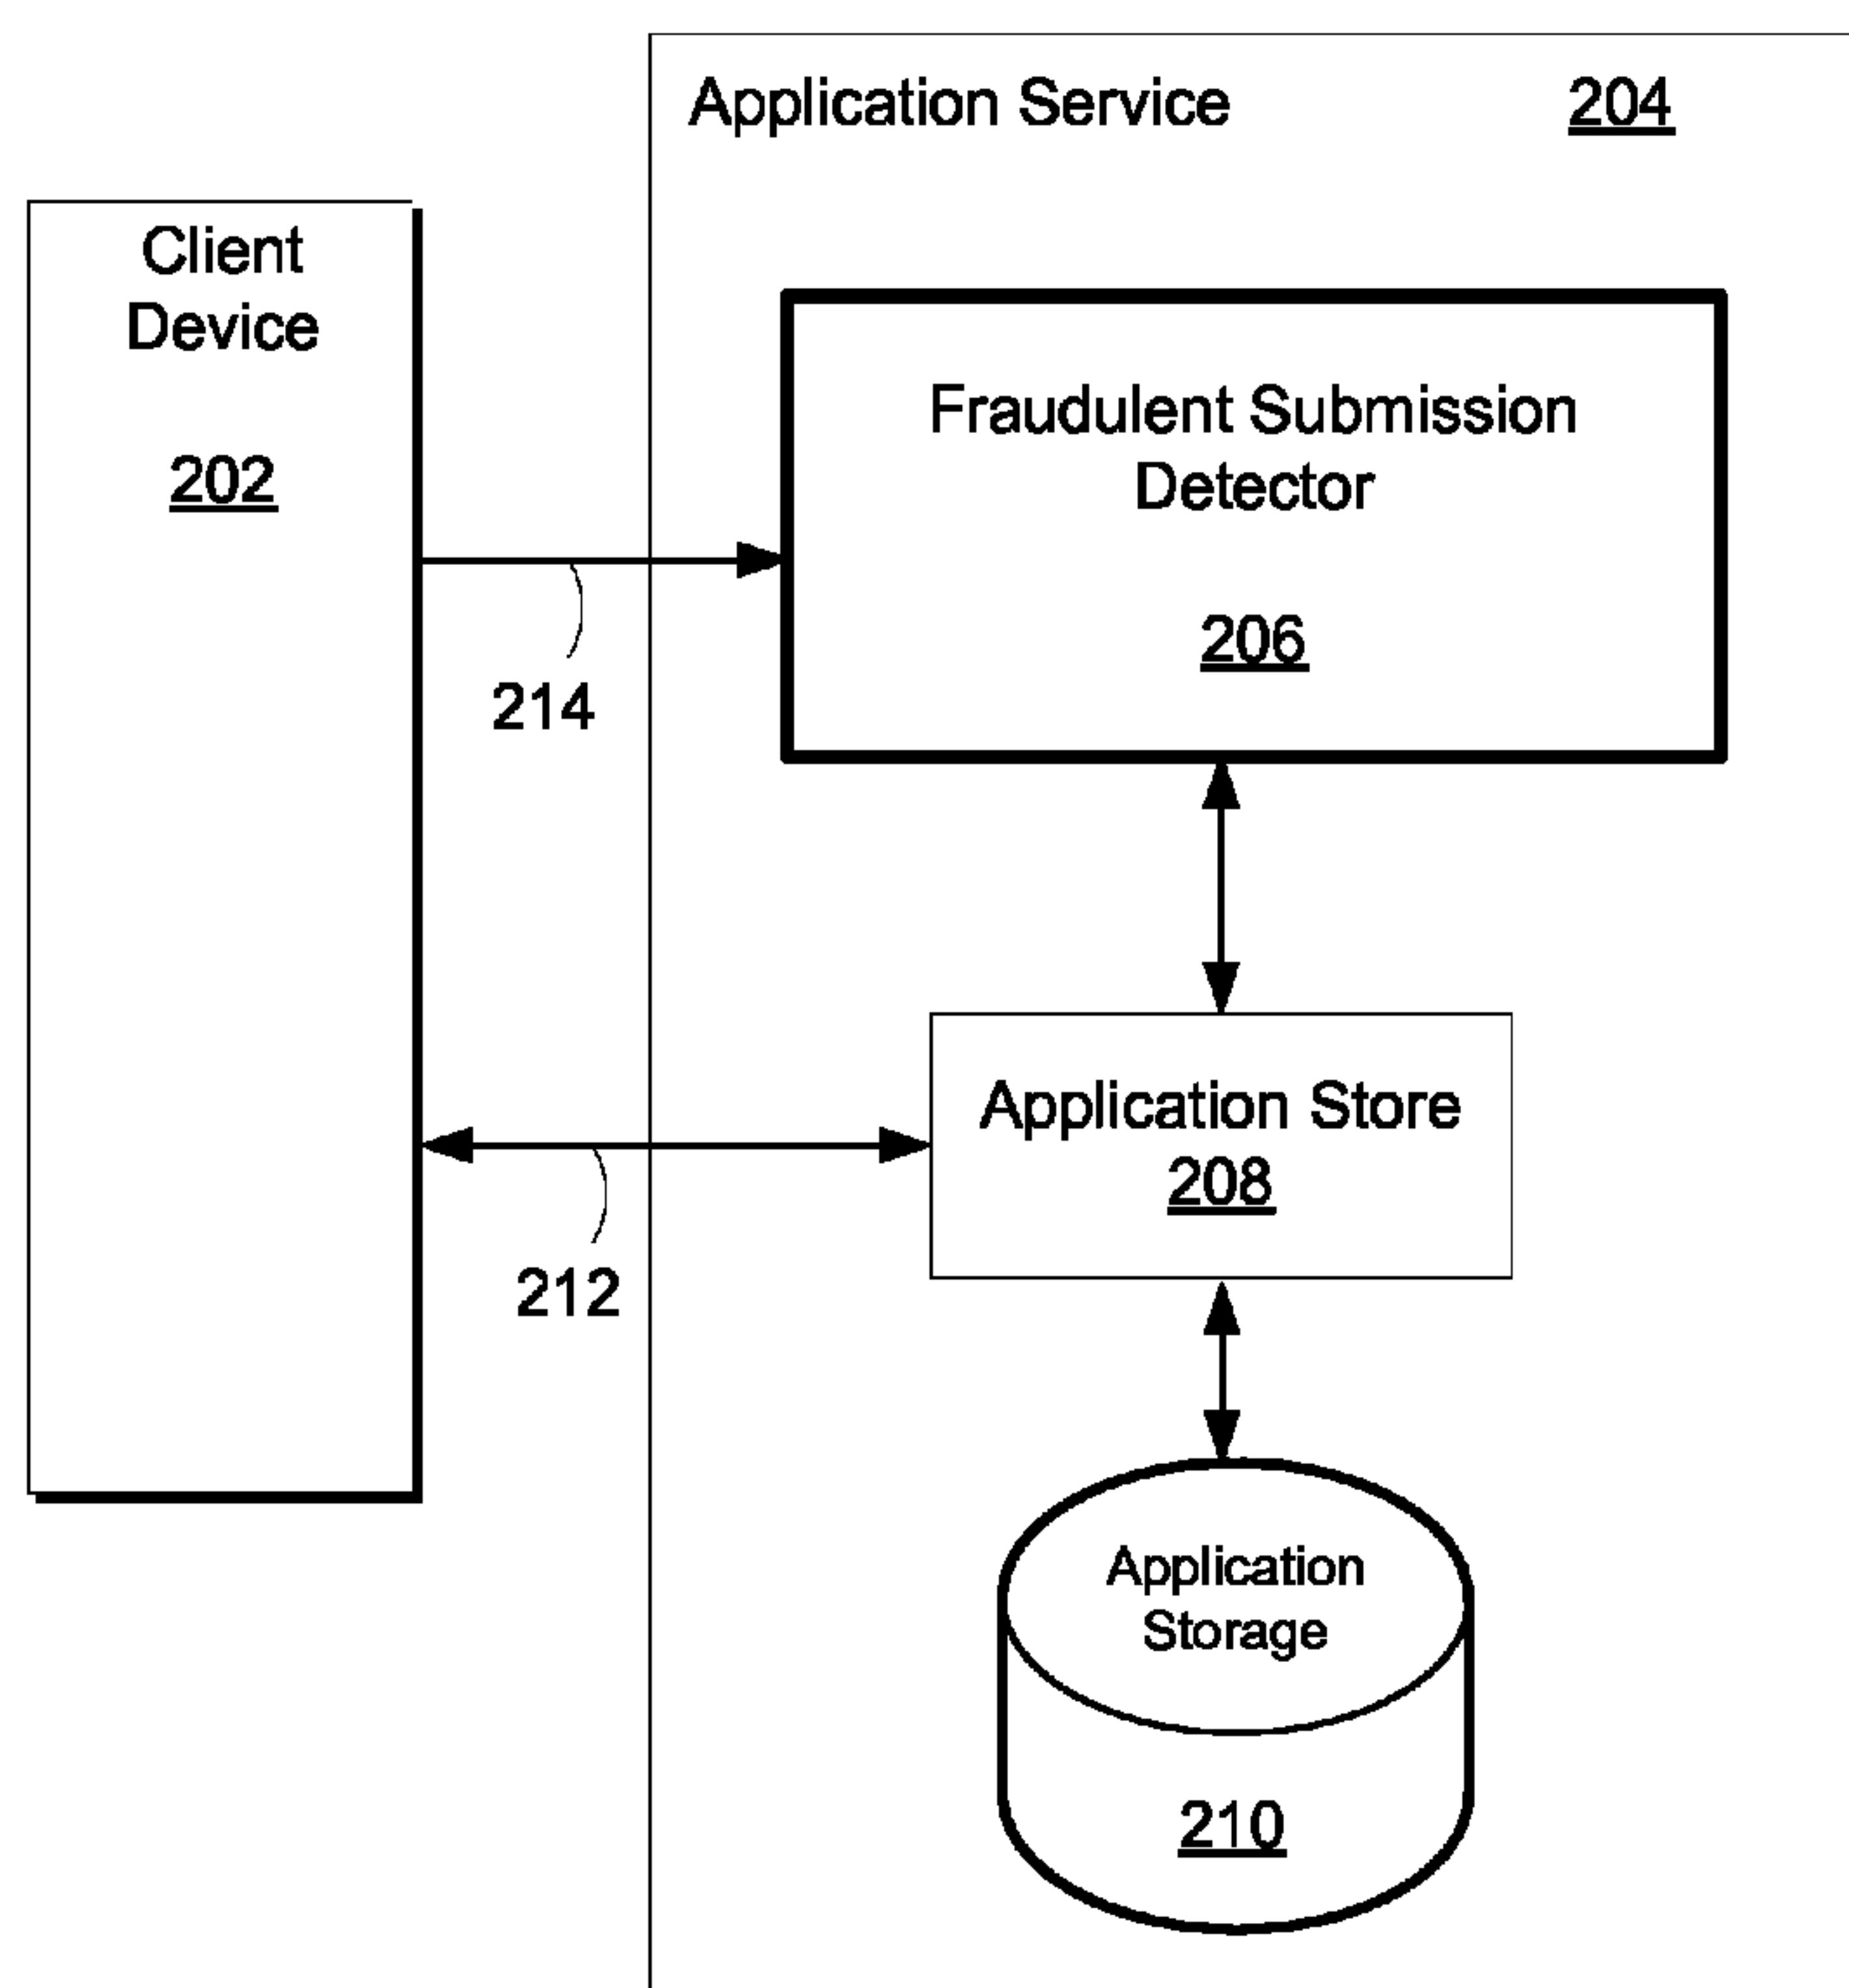 Application Service 204
Client
Device
202
Fraudulent Submission
Detector
206
214
Application Store
208
212
Application
Storage
210